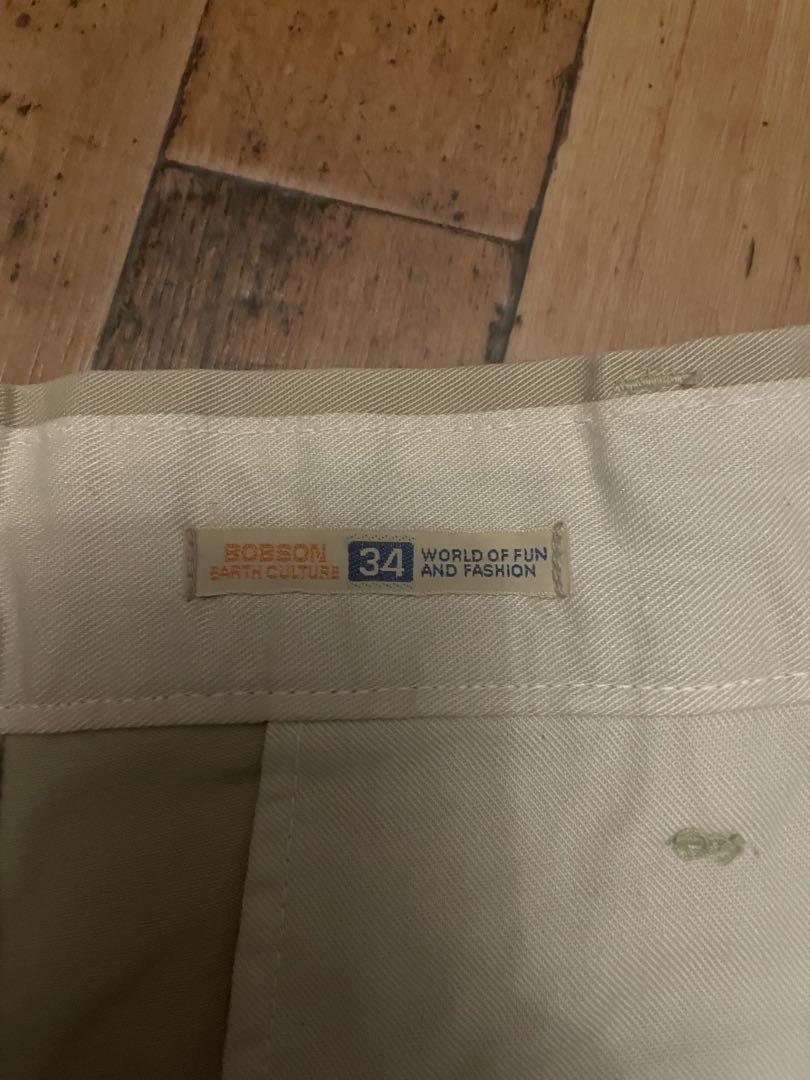 BOBSON
EARTH CULTURE
34
WORLD OF FUN
AND FASHION